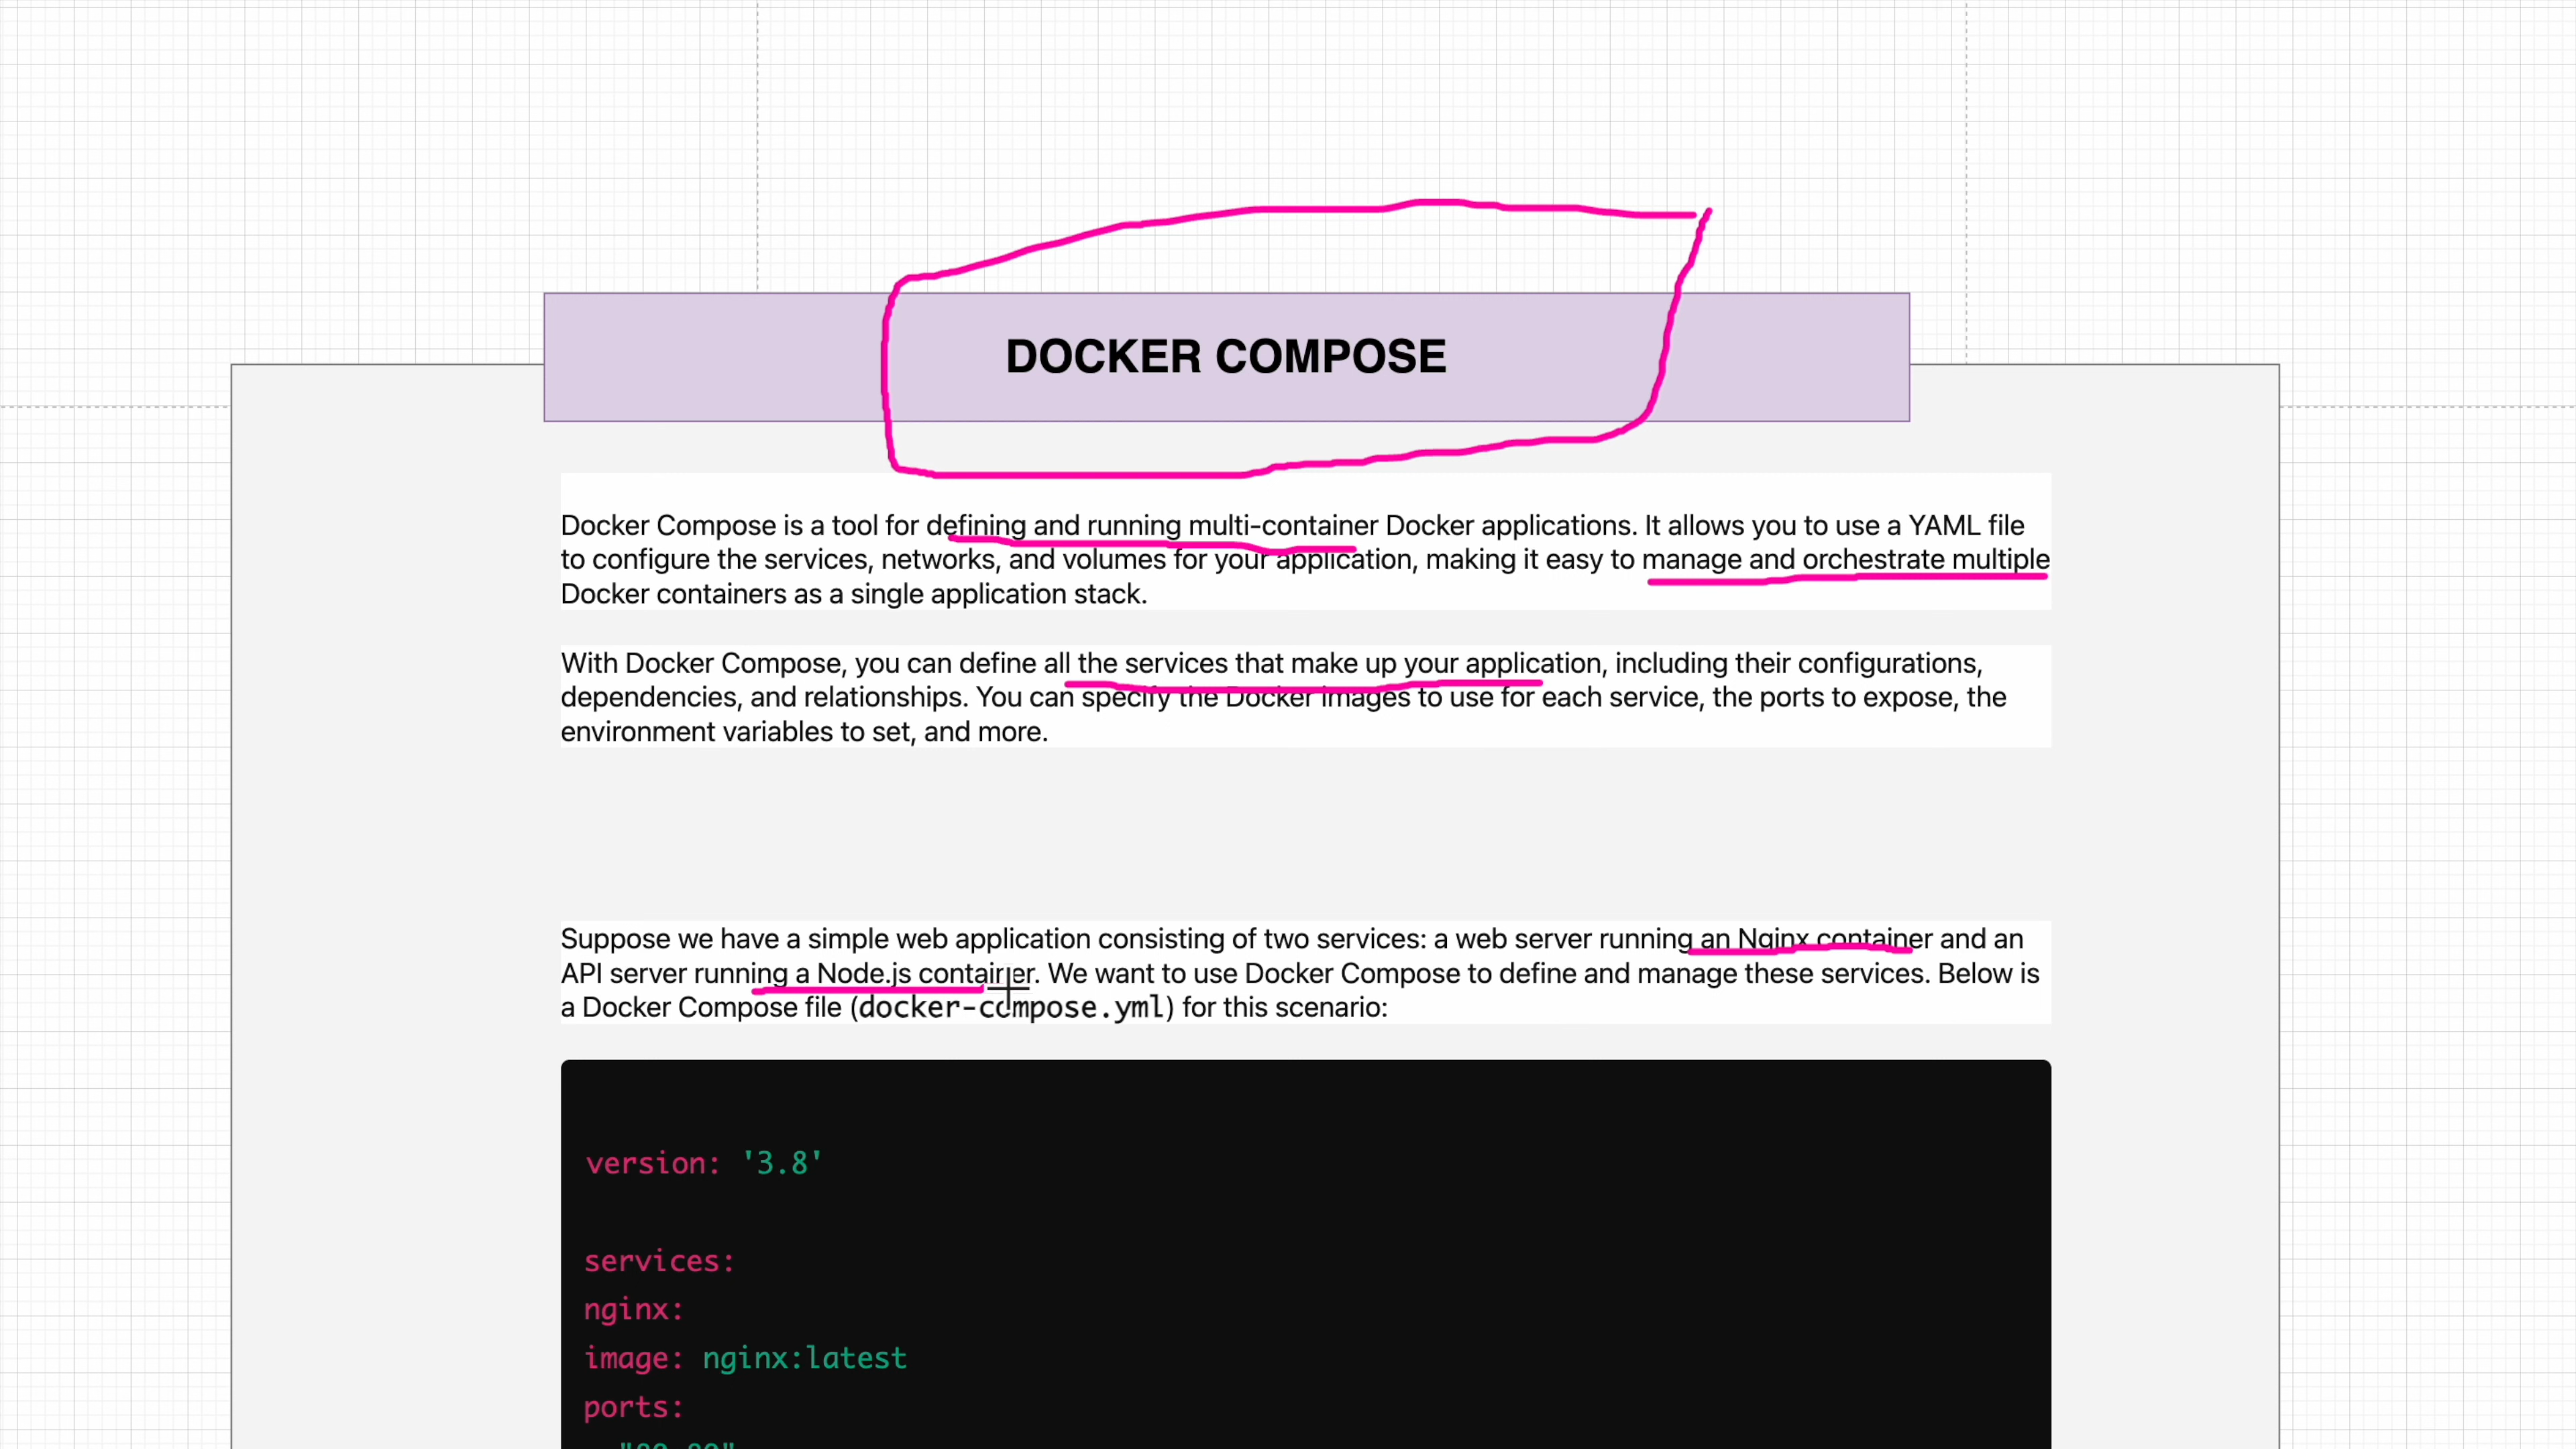 DOCKER COMPOSE
Docker Compose is a tool for defining and running multi-container Docker applications. It allows you to use a YAML file
to configure the services, networks, and volumes for your application, making it easy to manage and orchestrate multiple
Docker containers as a single application stack.
With Docker Compose, you can define all the services that make up your application, including their configurations,
dependencies, and relationships. You can specify the Docker images to use for each service, the ports to expose, the
environment variables to set, and more.
Suppose we have a simple web application consisting of two services: a web server running an Nginx container and an
API server running a Node.js container. We want to use Docker Compose to define and manage these services. Below is
a Docker Compose file (docker-compose.yml) for this scenario:
version: '3.8'
services:
nginx:
image: nginx:latest
ports: